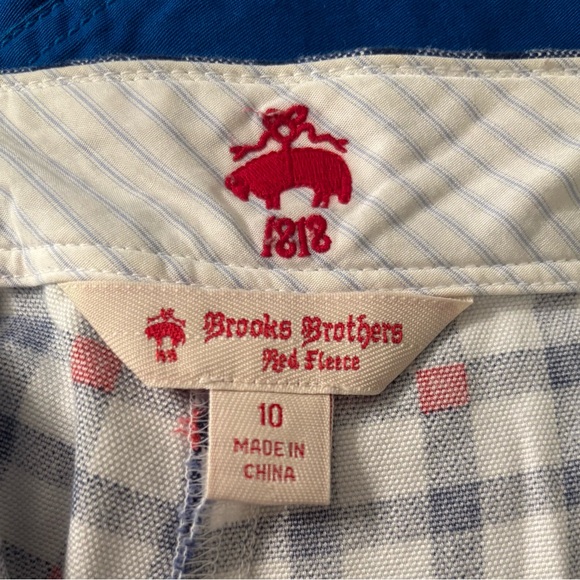 1818
Brooks Brothers
Red Fleece
10
MADE IN
CHINA